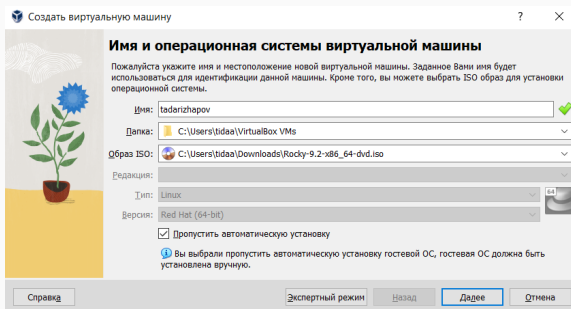 Создать виртуальную машину
?
Имя и операционная системы виртуальной машины
Пожалуйста укажите имя и местоположение новой виртуальной машины. Заданное Вами имя будет
использоваться для идентификации данной машины. Кроме того, вы можете выбрать ISO образ для установки
операционной системы.
Имя: tadarizhapov
Папка: C:\Users\tidaa\VirtualBox VMs
Образ ISO: C:\Users\tidaa\Downloads\Rocky-9.2-x86_64-dvd.iso
Редакция:
Тип: Linux
64
Версия: Red Hat (64-bit)
Пропустить автоматическую установку
Вы выбрали пропустить автоматическую установку гостевой ОС, гостевая ОС должна быть
установлена вручную.
Справка Экспертный режим Назад Далее Отмена